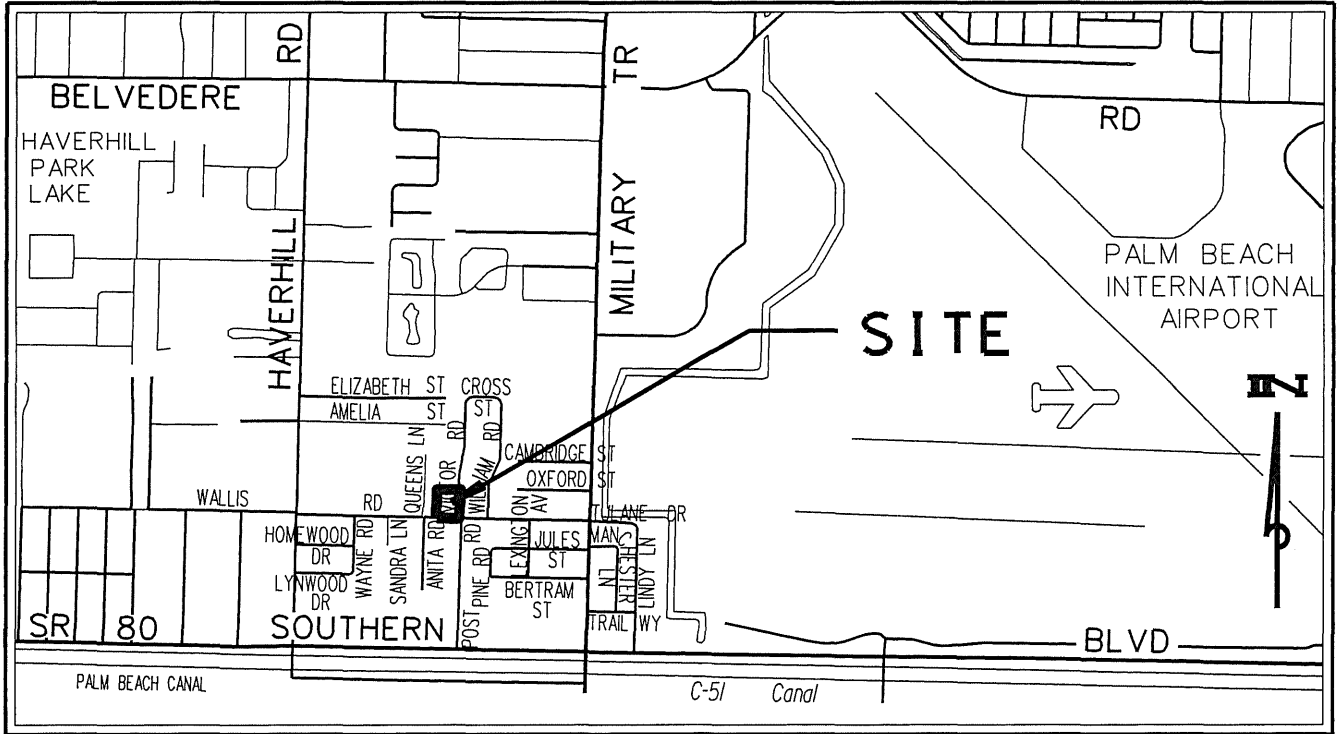 RD
TR
BELVEDERE
RD
HAVERHILL
PARK
LAKE
HAVERHILL
MILITARY
PALM BEACH
INTERNATIONAL
AIRPORT
SITE
N
ELIZABETH ST
CROSS
ST
AMELIA ST
QUEENS LN
RD
WILLIAM RD
CAMBRIDGE ST
OXFORD ST
WALLIS RD
LEXINGTON AV
TULANE DR
HOMEWOOD
DR
LYNWOOD
DR
WAYNE RD
SANDRA LN
ANITA RD
POST
PINE RD
RD
JULES
ST
BERTRAM
ST
MANCHESTER
LN
LINDY LN
TRAIL WY
SR 80 SOUTHERN BLVD
PALM BEACH CANAL
C-51 Canal